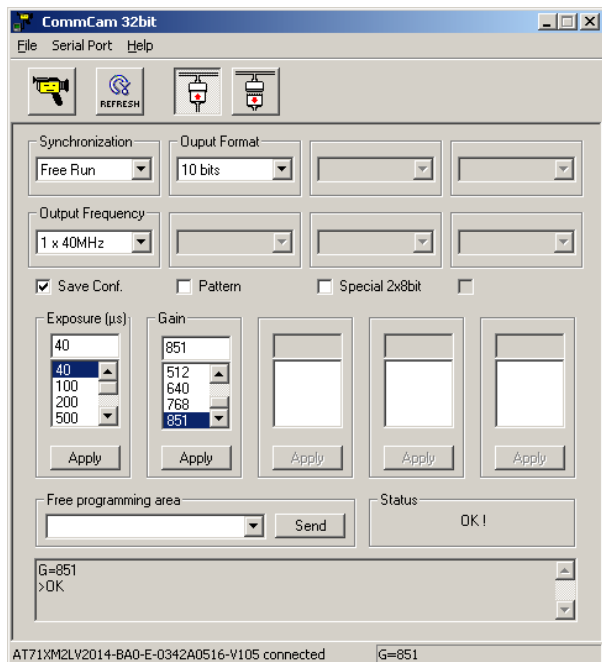 CommCam 32bit
File Serial Port Help
REFRESH
Synchronization Ouput Format
Free Run 10 bits
Output Frequency
1 x 40MHz
Save Conf. Pattern Special 2x8bit
Exposure (µs) Gain
40 851
40 512
100 640
200 768
500 851
Apply Apply Apply Apply Apply
Free programming area Status
Send OK !
G=851
>OK
AT71XM2LV2014-BA0-E-0342A0516-V105 connected G=851